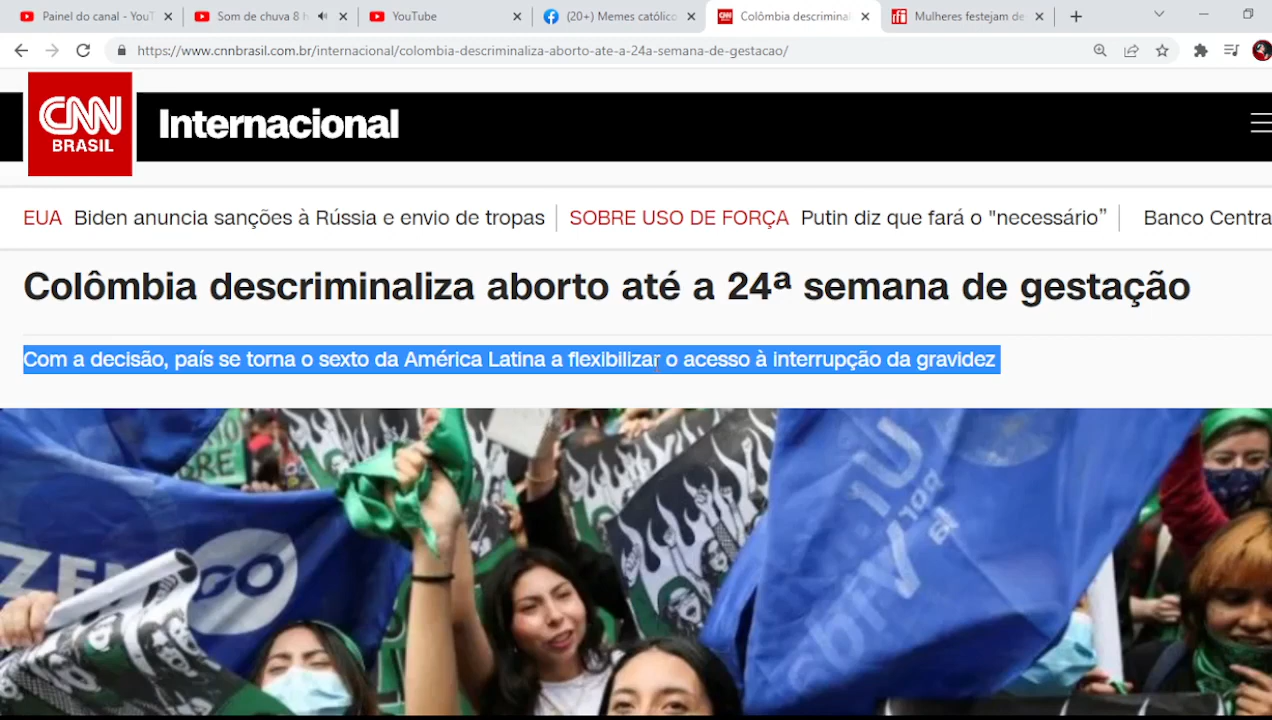 Painel do canal - YouT
Som de chuva 8 h
YouTube
(20+) Memes católico
Colômbia descriminal
Mulheres festejam de
https://www.cnnbrasil.com.br/internacional/colombia-descriminaliza-aborto-ate-a-24a-semana-de-gestacao/
CNN
BRASIL
Internacional
EUA Biden anuncia sanções à Rússia e envio de tropas SOBRE USO DE FORÇA Putin diz que fará o "necessário” Banco Centra
Colômbia descriminaliza aborto até a 24ª semana de gestação
Com a decisão, país se torna o sexto da América Latina a flexibilizar o acesso à interrupção da gravidez
GO